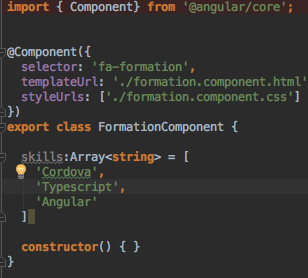 import { Component} from '@angular/core';
@Component({
selector: 'fa-formation',
templateUrl: './formation.component.html'
styleUrls: ['./formation.component.css']
})
export class FormationComponent {
skills:Array<string> = [
'Cordova',
'Typescript',
'Angular'
]
constructor() { }
}